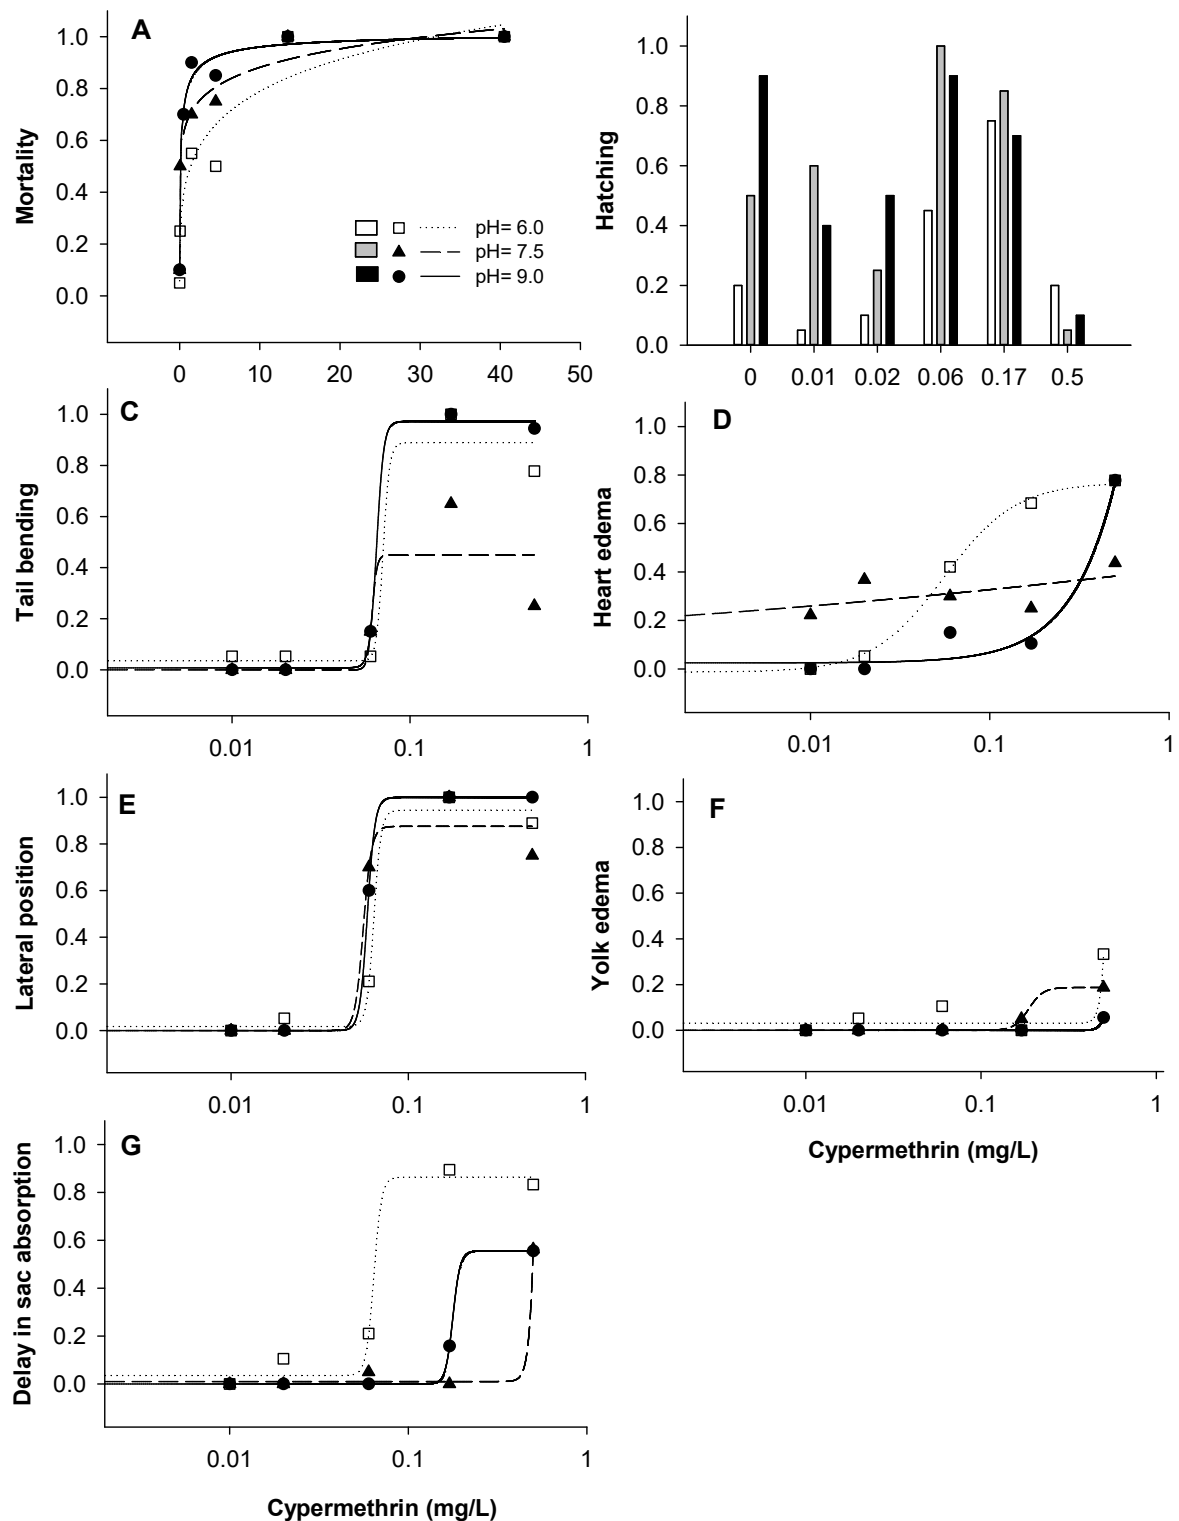 A
Mortality
1.0
0.8
0.6
0.4
0.2
0.0
pH= 6.0
pH= 7.5
pH= 9.0
0 10 20 30 40 50
Hatching
1.0
0.8
0.6
0.4
0.2
0.0
0 0.01 0.02 0.06 0.17 0.5
C
Tail bending
1.0
0.8
0.6
0.4
0.2
0.0
0.01 0.1 1
D
Heart edema
1.0
0.8
0.6
0.4
0.2
0.0
0.01 0.1 1
E
Lateral position
1.0
0.8
0.6
0.4
0.2
0.0
0.01 0.1 1
F
Yolk edema
1.0
0.8
0.6
0.4
0.2
0.0
0.01 0.1 1
Cypermethrin (mg/L)
G
Delay in sac absorption
1.0
0.8
0.6
0.4
0.2
0.0
0.01 0.1 1
Cypermethrin (mg/L)